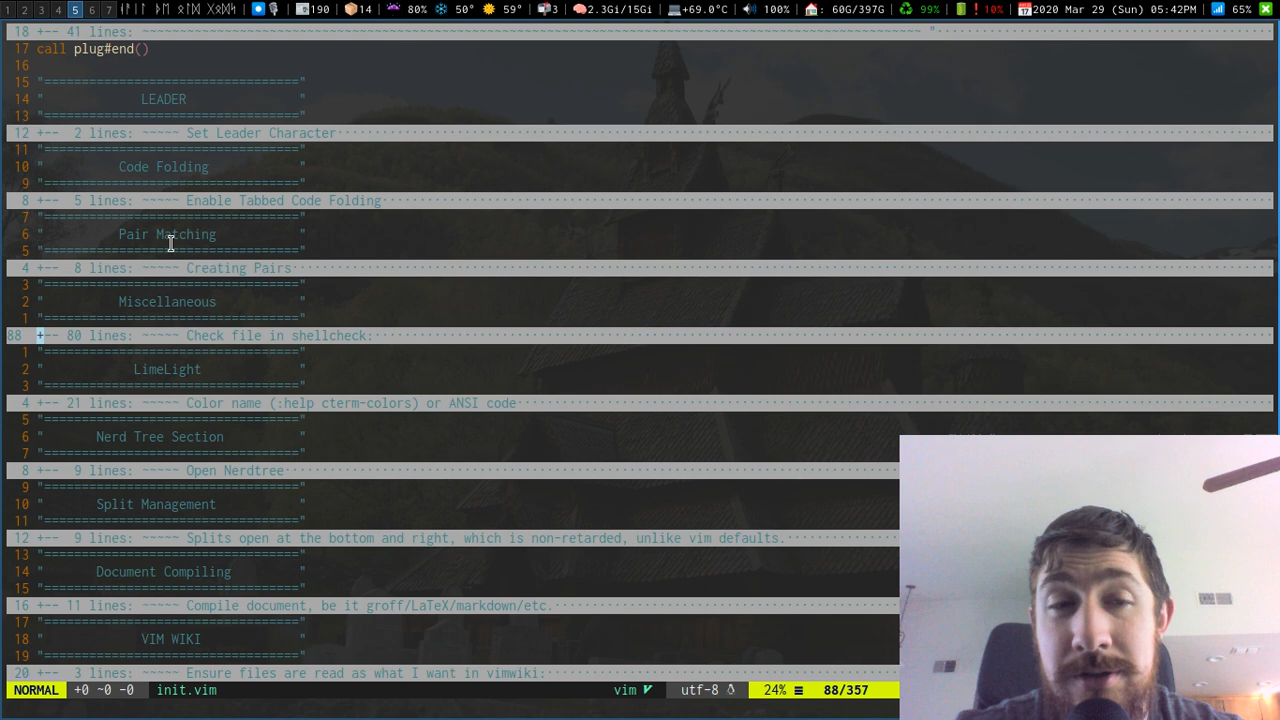 1 2 3 4 5 6 7 190 14 80% 50° 59° 3 2.3Gi/15Gi +69.0°C 100% : 60G/397G 99% ! 10% 2020 Mar 29 (Sun) 05:42PM 65%
18 +-- 41 lines: ~~~~~~~~~~~~~~~~~~~~~~~~~~~~~~~~~~~~~~~~~~~~~~~~~~~~~~~~~~~~~~~~~~~~~~~~~~~~~~~~~~~~~~~~~~~~~~~~~~~~~~~~ "
17 call plug#end()
16
15 "=================================="
14 " LEADER "
13 "=================================="
12 +-- 2 lines: ~~~~~ Set Leader Character
11 "=================================="
10 " Code Folding "
9 "=================================="
8 +-- 5 lines: ~~~~~ Enable Tabbed Code Folding
7 "=================================="
6 " Pair Matching "
5 "=================================="
4 +-- 8 lines: ~~~~~ Creating Pairs
3 "=================================="
2 " Miscellaneous "
1 "=================================="
88 +-- 80 lines: ~~~~~ Check file in shellcheck:
1 "=================================="
2 " LimeLight "
3 "=================================="
4 +-- 21 lines: ~~~~~ Color name (:help cterm-colors) or ANSI code
5 "=================================="
6 " Nerd Tree Section "
7 "=================================="
8 +-- 9 lines: ~~~~~ Open Nerdtree
9 "=================================="
10 " Split Management "
11 "=================================="
12 +-- 9 lines: ~~~~~ Splits open at the bottom and right, which is non-retarded, unlike vim defaults.
13 "=================================="
14 " Document Compiling "
15 "=================================="
16 +-- 11 lines: ~~~~~ Compile document, be it groff/LaTeX/markdown/etc.
17 "=================================="
18 " VIM WIKI "
19 "=================================="
20 +-- 3 lines: ~~~~~ Ensure files are read as what I want in vimwiki:
NORMAL +0 ~0 -0 init.vim vim utf-8 24% ≡ 88/357